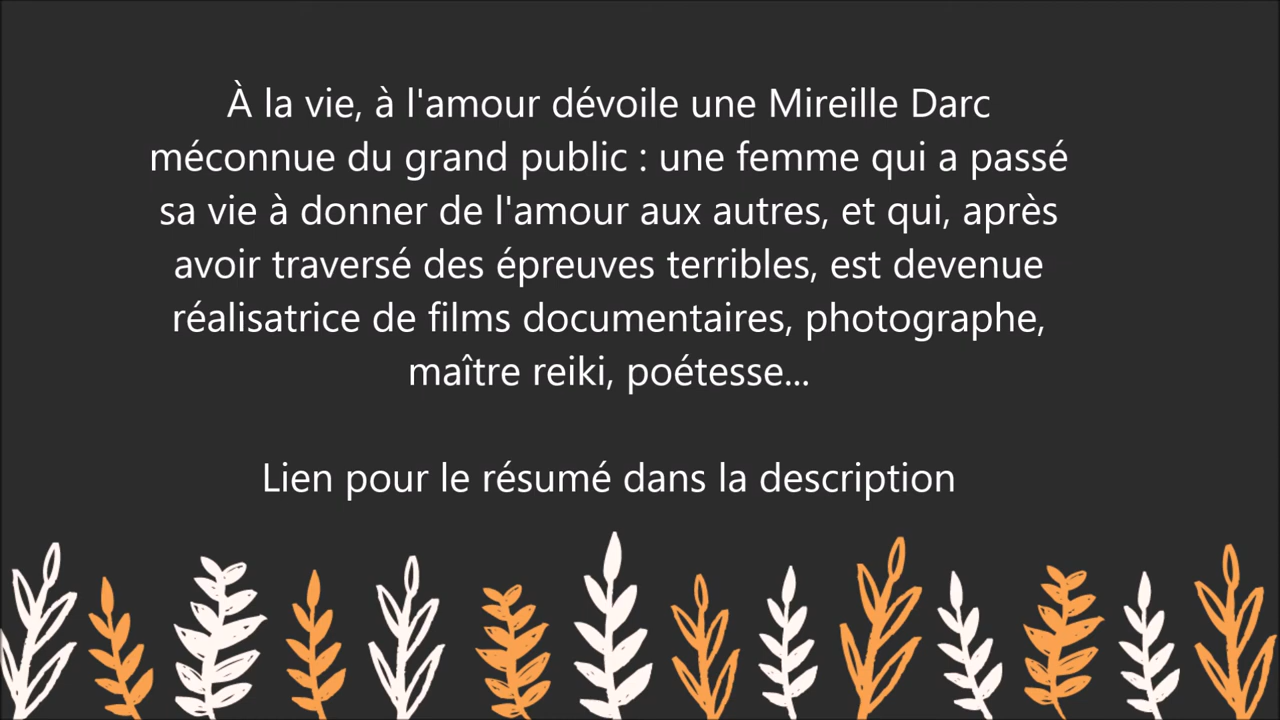 À la vie, à l'amour dévoile une Mireille Darc
méconnue du grand public : une femme qui a passé
sa vie à donner de l'amour aux autres, et qui, après
avoir traversé des épreuves terribles, est devenue
réalisatrice de films documentaires, photographe,
maître reiki, poétesse...
Lien pour le résumé dans la description